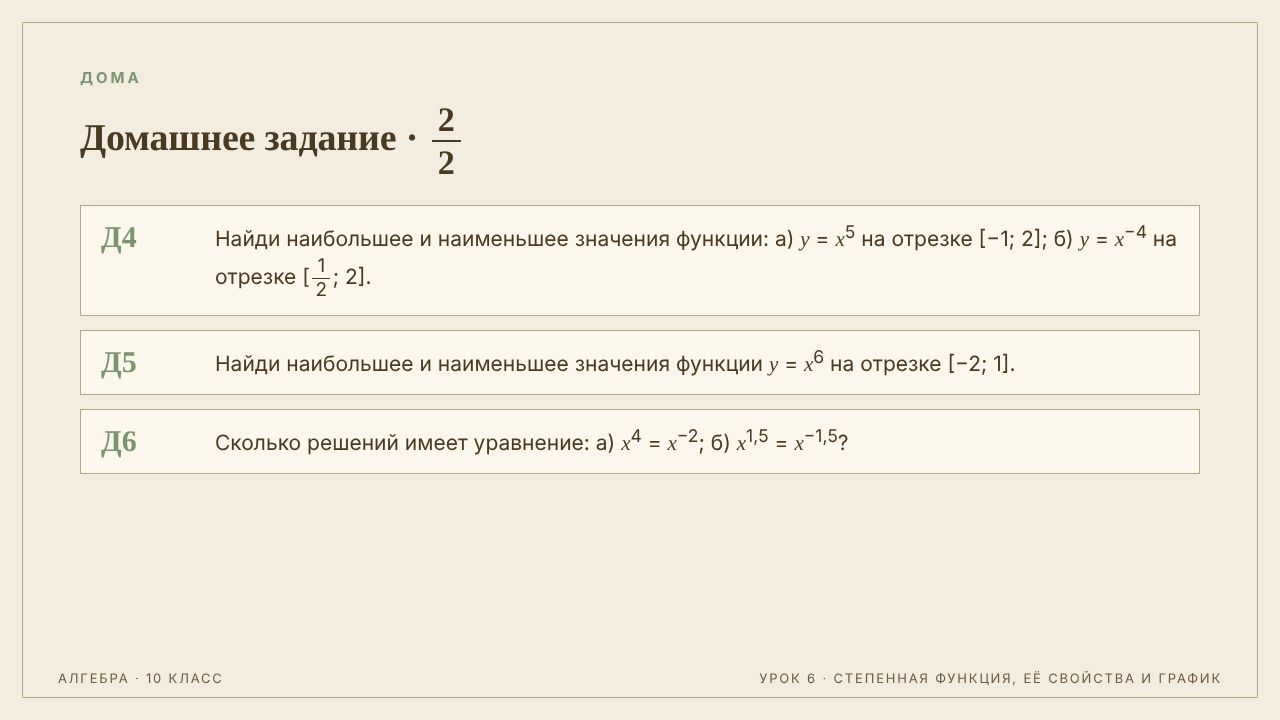 ДОМА
Домашнее задание · 2/2
Д4
Найди наибольшее и наименьшее значения функции: а) y = x⁵ на отрезке [−1; 2]; б) y = x⁻⁴ на
отрезке [1/2; 2].
Д5
Найди наибольшее и наименьшее значения функции y = x⁶ на отрезке [−2; 1].
Д6
Сколько решений имеет уравнение: а) x⁴ = x⁻²; б) x^1,5 = x^−1,5?
АЛГЕБРА · 10 КЛАСС
УРОК 6 · СТЕПЕННАЯ ФУНКЦИЯ, ЕЁ СВОЙСТВА И ГРАФИК